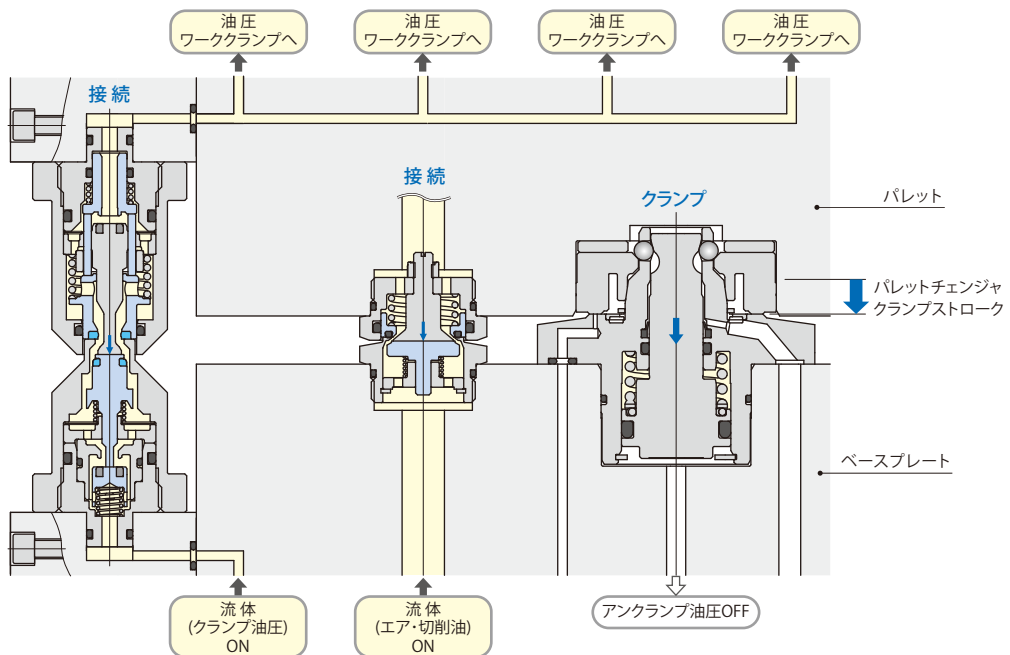 油圧
ワーククランプへ
油圧
ワーククランプへ
油圧
ワーククランプへ
油圧
ワーククランプへ
接続
接続
クランプ
パレット
パレットチェンジャ
クランプストローク
ベースプレート
流体
(クランプ油圧)
ON
流体
(エア・切削油)
ON
アンクランプ油圧OFF